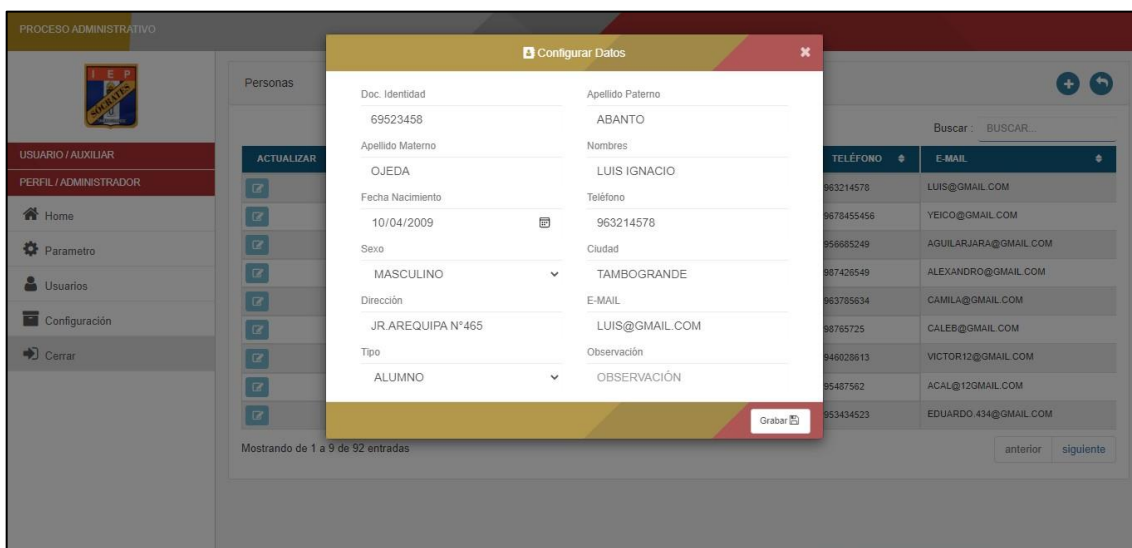 PROCESO ADMINISTRATIVO
Configurar Datos
I E P
SOCRATES
USUARIO / AUXILIAR
PERFIL / ADMINISTRADOR
Home
Parametro
Usuarios
Configuración
Cerrar
Personas
Buscar : BUSCAR...
ACTUALIZAR TELÉFONO E-MAIL
963214578 LUIS@GMAIL.COM
9678455456 YEICO@GMAIL.COM
956685249 AGUILARJARA@GMAIL.COM
987426549 ALEXANDRO@GMAIL.COM
963785634 CAMILA@GMAIL.COM
98765725 CALEB@GMAIL.COM
946028613 VICTOR12@GMAIL.COM
95487562 ACAL@12GMAIL.COM
953434523 EDUARDO.434@GMAIL.COM
Mostrando de 1 a 9 de 92 entradas
anterior siguiente
Doc. Identidad Apellido Paterno
69523458 ABANTO
Apellido Materno Nombres
OJEDA LUIS IGNACIO
Fecha Nacimiento Teléfono
10/04/2009 963214578
Sexo Ciudad
MASCULINO TAMBOGRANDE
Dirección E-MAIL
JR.AREQUIPA N°465 LUIS@GMAIL.COM
Tipo Observación
ALUMNO OBSERVACIÓN
Grabar